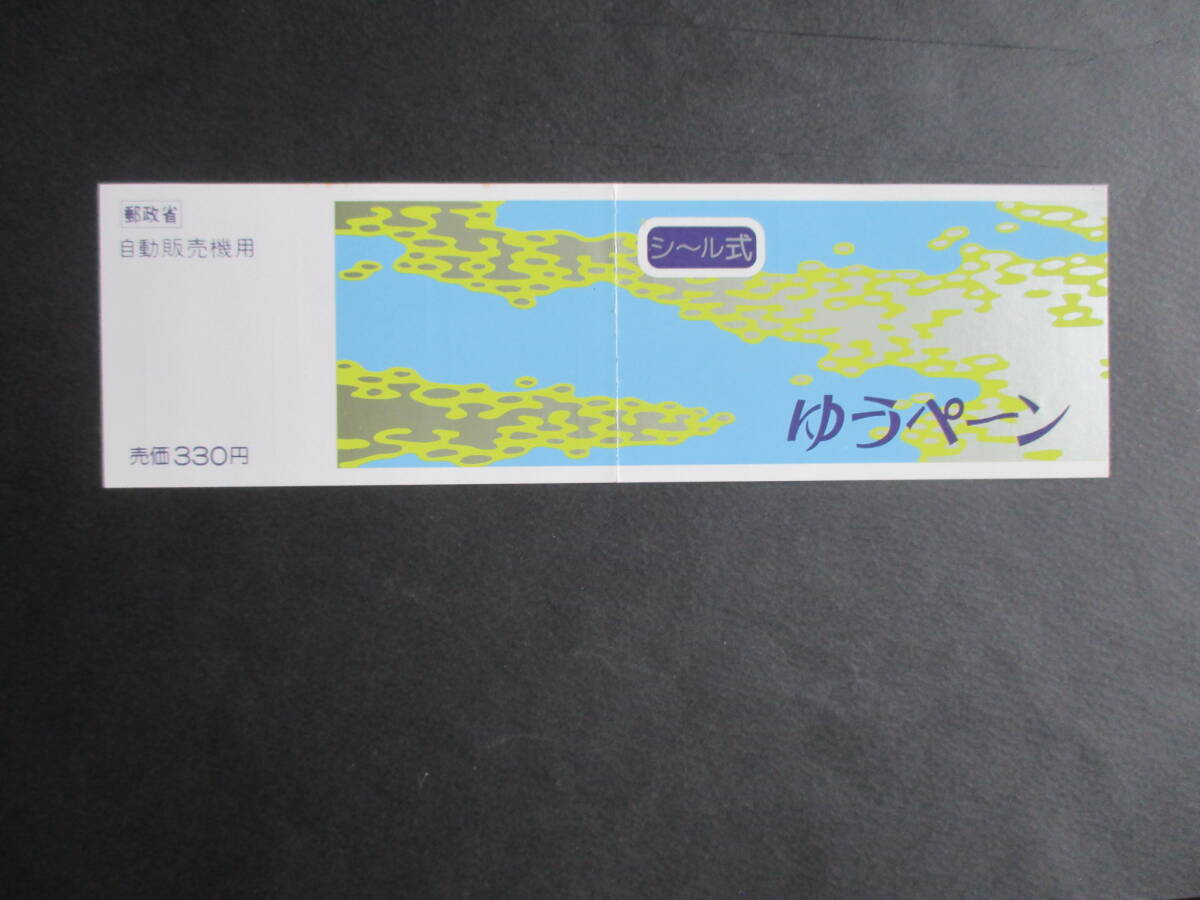 郵政省
自動販売機用
売価330円
シ〜ル式
ゆうペーン